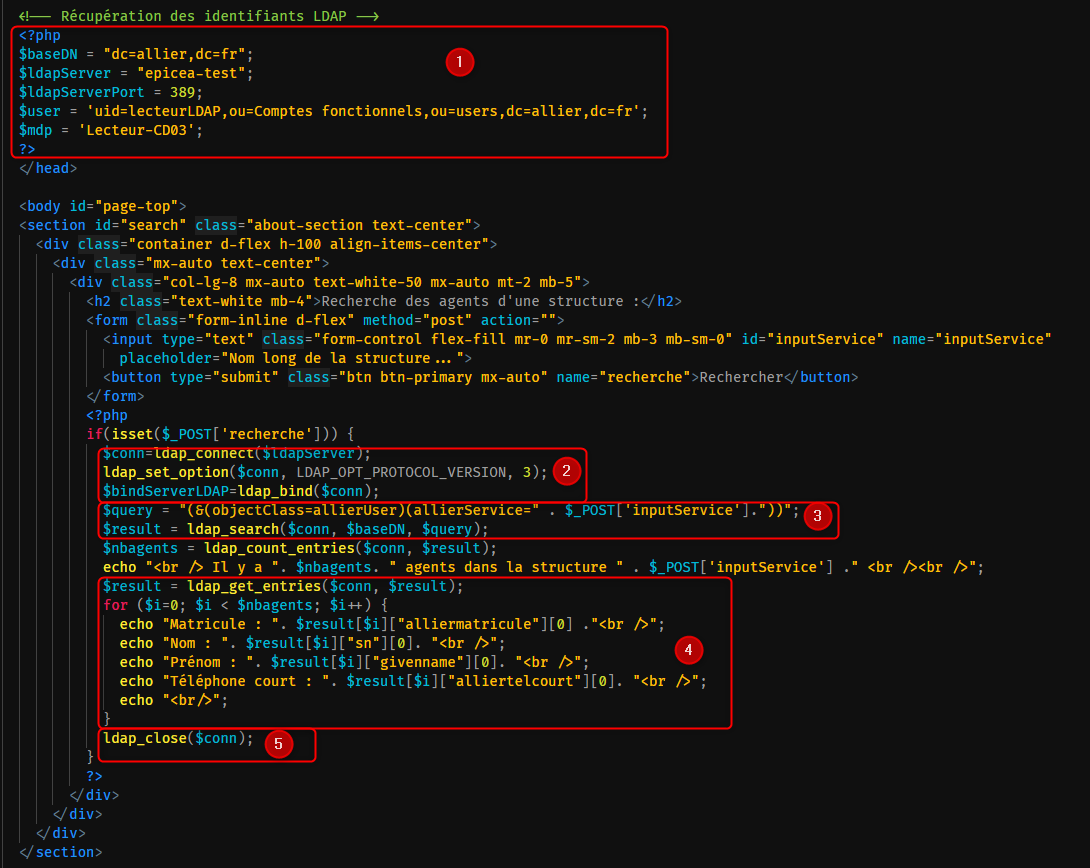 <!-- Récupération des identifiants LDAP -->
<?php
$baseDN = "dc=allier,dc=fr";
$ldapServer = "epicea-test";
$ldapServerPort = 389;
$user = 'uid=lecteurLDAP,ou=Comptes fonctionnels,ou=users,dc=allier,dc=fr';
$mdp = 'Lecteur-CD03';
?>
1
</head>
<body id="page-top">
<section id="search" class="about-section text-center">
<div class="container d-flex h-100 align-items-center">
<div class="mx-auto text-center">
<div class="col-lg-8 mx-auto text-white-50 mx-auto mt-2 mb-5">
<h2 class="text-white mb-4">Recherche des agents d'une structure :</h2>
<form class="form-inline d-flex" method="post" action="">
<input type="text" class="form-control flex-fill mr-0 mr-sm-2 mb-3 mb-sm-0" id="inputService" name="inputService"
placeholder="Nom long de la structure...">
<button type="submit" class="btn btn-primary mx-auto" name="recherche">Rechercher</button>
</form>
<?php
if(isset($_POST['recherche'])) {
$conn=ldap_connect($ldapServer);
ldap_set_option($conn, LDAP_OPT_PROTOCOL_VERSION, 3);
$bindServerLDAP=ldap_bind($conn);
2
$query = "(&(objectClass=allierUser)(allierService=" . $_POST['inputService']."))";
$result = ldap_search($conn, $baseDN, $query);
3
$nbagents = ldap_count_entries($conn, $result);
echo "<br /> Il y a ". $nbagents. " agents dans la structure " . $_POST['inputService'] ." <br /><br />";
$result = ldap_get_entries($conn, $result);
for ($i=0; $i < $nbagents; $i++) {
echo "Matricule : ". $result[$i]["alliermatricule"][0] ."<br />";
echo "Nom : ". $result[$i]["sn"][0]. "<br />";
echo "Prénom : ". $result[$i]["givenname"][0]. "<br />";
echo "Téléphone court : ". $result[$i]["alliertelcourt"][0]. "<br />";
echo "<br/>";
}
4
ldap_close($conn);
5
}
?>
</div>
</div>
</div>
</section>